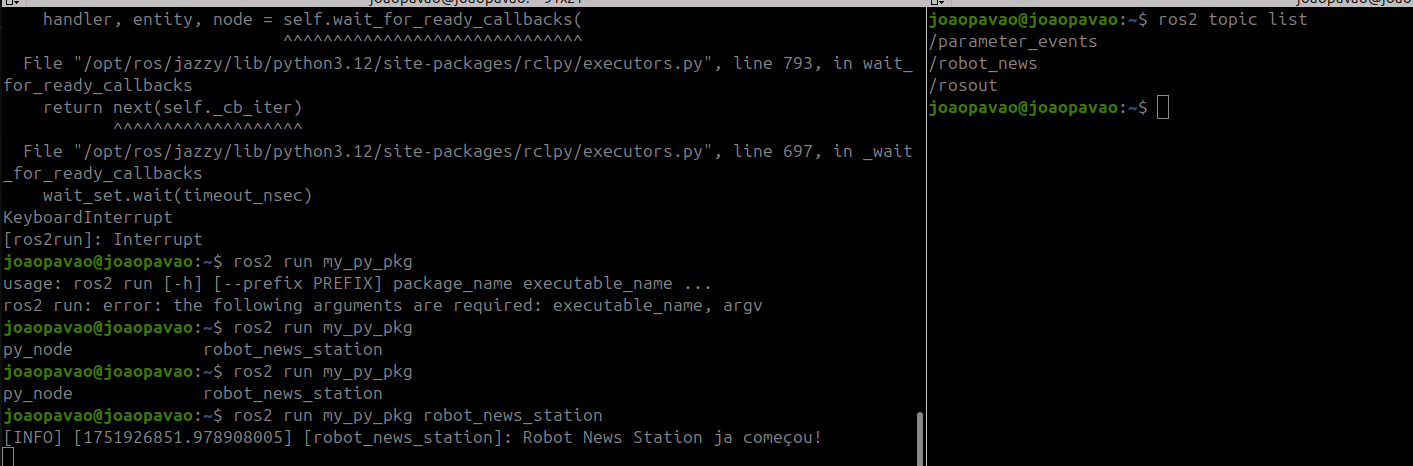 handler, entity, node = self.wait_for_ready_callbacks(
^^^^^^^^^^^^^^^^^^^^^^^^^^^^^^
File "/opt/ros/jazzy/lib/python3.12/site-packages/rclpy/executors.py", line 793, in wait_
for_ready_callbacks
return next(self._cb_iter)
^^^^^^^^^^^^^^^^^^^
File "/opt/ros/jazzy/lib/python3.12/site-packages/rclpy/executors.py", line 697, in _wait
_for_ready_callbacks
wait_set.wait(timeout_nsec)
KeyboardInterrupt
[ros2run]: Interrupt
joaopavao@joaopavao:~$ ros2 run my_py_pkg
usage: ros2 run [-h] [--prefix PREFIX] package_name executable_name ...
ros2 run: error: the following arguments are required: executable_name, argv
joaopavao@joaopavao:~$ ros2 run my_py_pkg
py_node robot_news_station
joaopavao@joaopavao:~$ ros2 run my_py_pkg
py_node robot_news_station
joaopavao@joaopavao:~$ ros2 run my_py_pkg robot_news_station
[INFO] [1751926851.978908005] [robot_news_station]: Robot News Station ja começou!
joaopavao@joaopavao:~$ ros2 topic list
/parameter_events
/robot_news
/rosout
joaopavao@joaopavao:~$